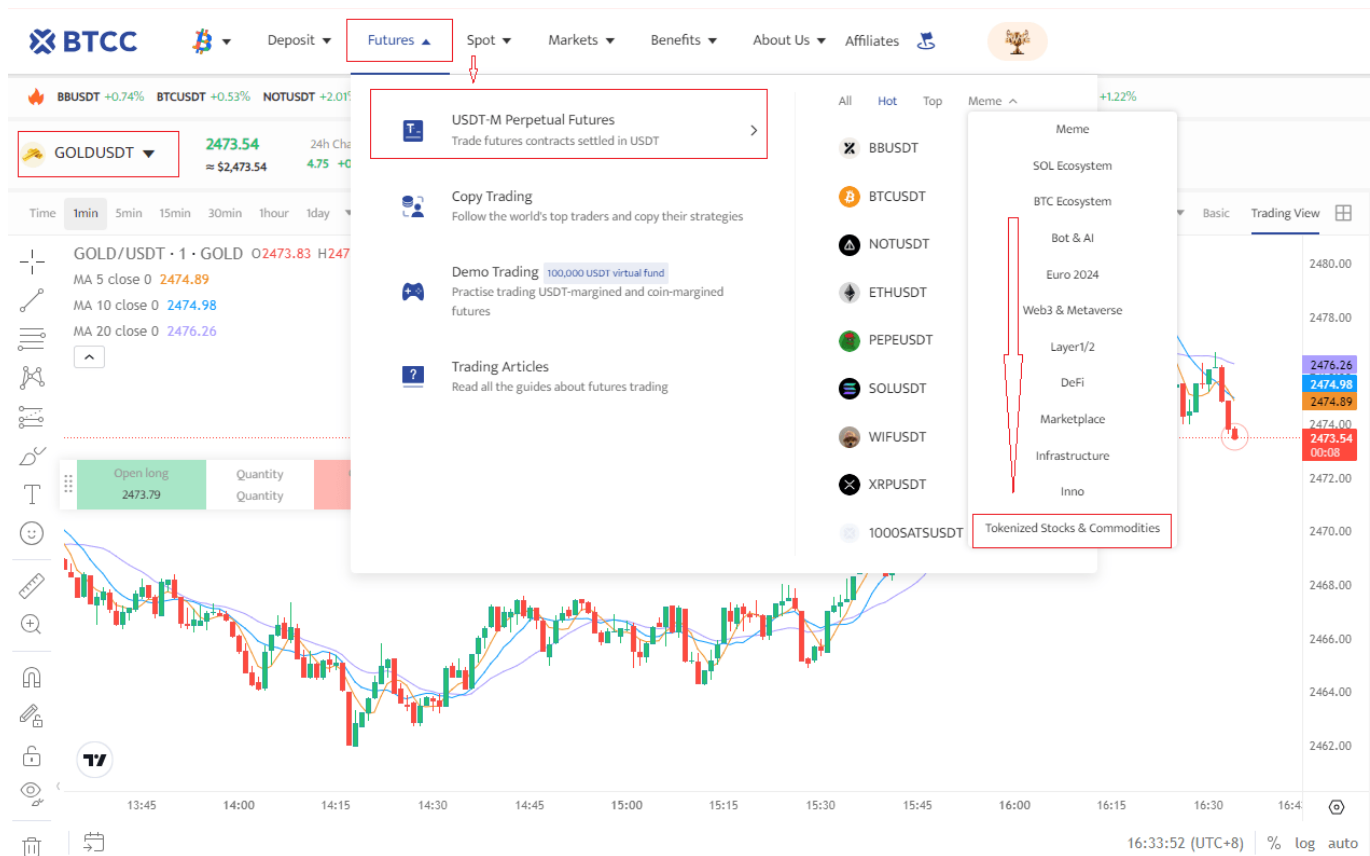 BTCC
Deposit
Futures
Spot
Markets
Benefits
About Us
Affiliates
BBUSDT +0.74% BTCUSDT +0.53% NOTUSDT +2.01%
+1.22%
GOLDUSDT
2473.54
≈ $2,473.54
24h Cha
4.75 +0
Time 1min 5min 15min 30min 1hour 1day
Basic Trading View
GOLD/USDT · 1 · GOLD O2473.83 H247
MA 5 close 0 2474.89
MA 10 close 0 2474.98
MA 20 close 0 2476.26
Open long
2473.79
Quantity
Quantity
USDT-M Perpetual Futures
Trade futures contracts settled in USDT
Copy Trading
Follow the world's top traders and copy their strategies
Demo Trading 100,000 USDT virtual fund
Practise trading USDT-margined and coin-margined
futures
Trading Articles
Read all the guides about futures trading
All Hot Top Meme
BBUSDT
BTCUSDT
NOTUSDT
ETHUSDT
PEPEUSDT
SOLUSDT
WIFUSDT
XRPUSDT
1000SATSUSDT
Meme
SOL Ecosystem
BTC Ecosystem
Bot & AI
Euro 2024
Web3 & Metaverse
Layer1/2
DeFi
Marketplace
Infrastructure
Inno
Tokenized Stocks & Commodities
2480.00
2478.00
2476.26
2474.98
2474.89
2474.00
2473.54
00:08
2472.00
2470.00
2468.00
2466.00
2464.00
2462.00
13:45 14:00 14:15 14:30 14:45 15:00 15:15 15:30 15:45 16:00 16:15 16:30 16:4
16:33:52 (UTC+8) % log auto